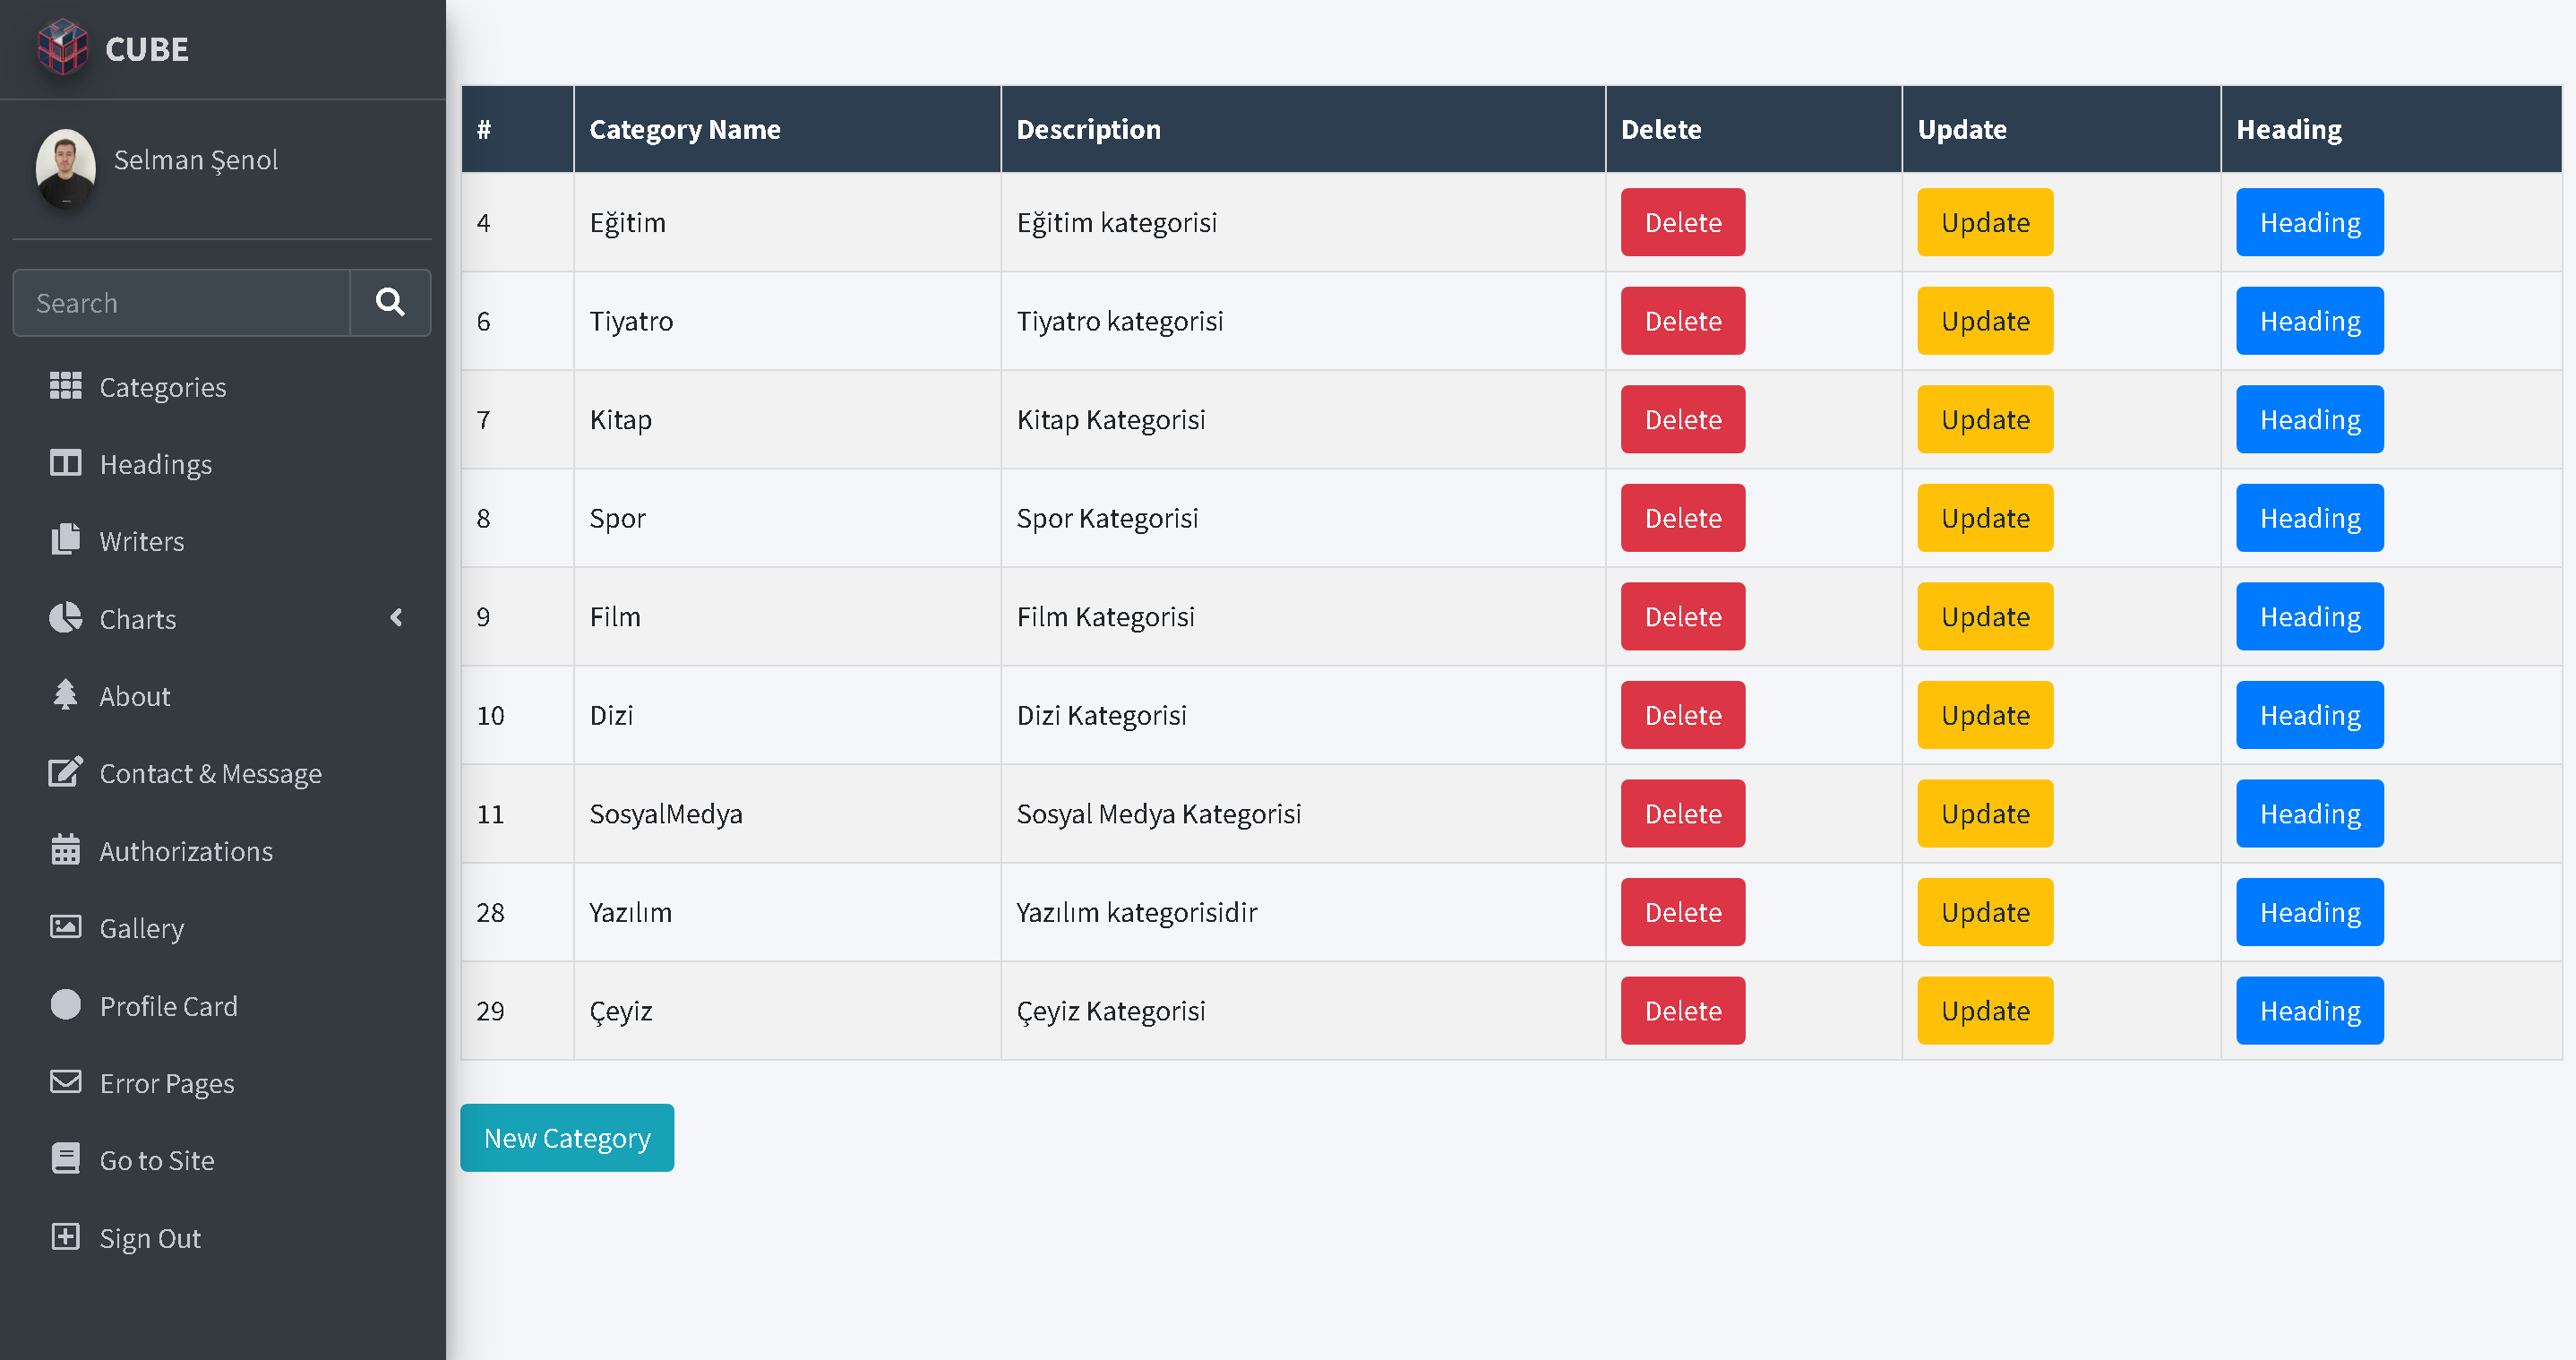 CUBE
Selman Şenol
Search
Categories
Headings
Writers
Charts
About
Contact & Message
Authorizations
Gallery
Profile Card
Error Pages
Go to Site
Sign Out
# Category Name Description Delete Update Heading
4 Eğitim Eğitim kategorisi Delete Update Heading
6 Tiyatro Tiyatro kategorisi Delete Update Heading
7 Kitap Kitap Kategorisi Delete Update Heading
8 Spor Spor Kategorisi Delete Update Heading
9 Film Film Kategorisi Delete Update Heading
10 Dizi Dizi Kategorisi Delete Update Heading
11 SosyalMedya Sosyal Medya Kategorisi Delete Update Heading
28 Yazılım Yazılım kategorisidir Delete Update Heading
29 Çeyiz Çeyiz Kategorisi Delete Update Heading
New Category